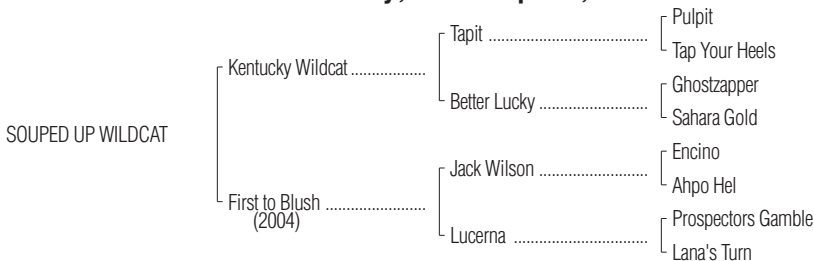 Pulpit
Tapit ......................................
Tap Your Heels
Kentucky Wildcat ..................
Ghostzapper
Better Lucky ..........................
Sahara Gold
SOUPED UP WILDCAT
Encino
Jack Wilson ...........................
Ahpo Hel
First to Blush ........................
(2004)
Prospectors Gamble
Lucerna ................................
Lana's Turn